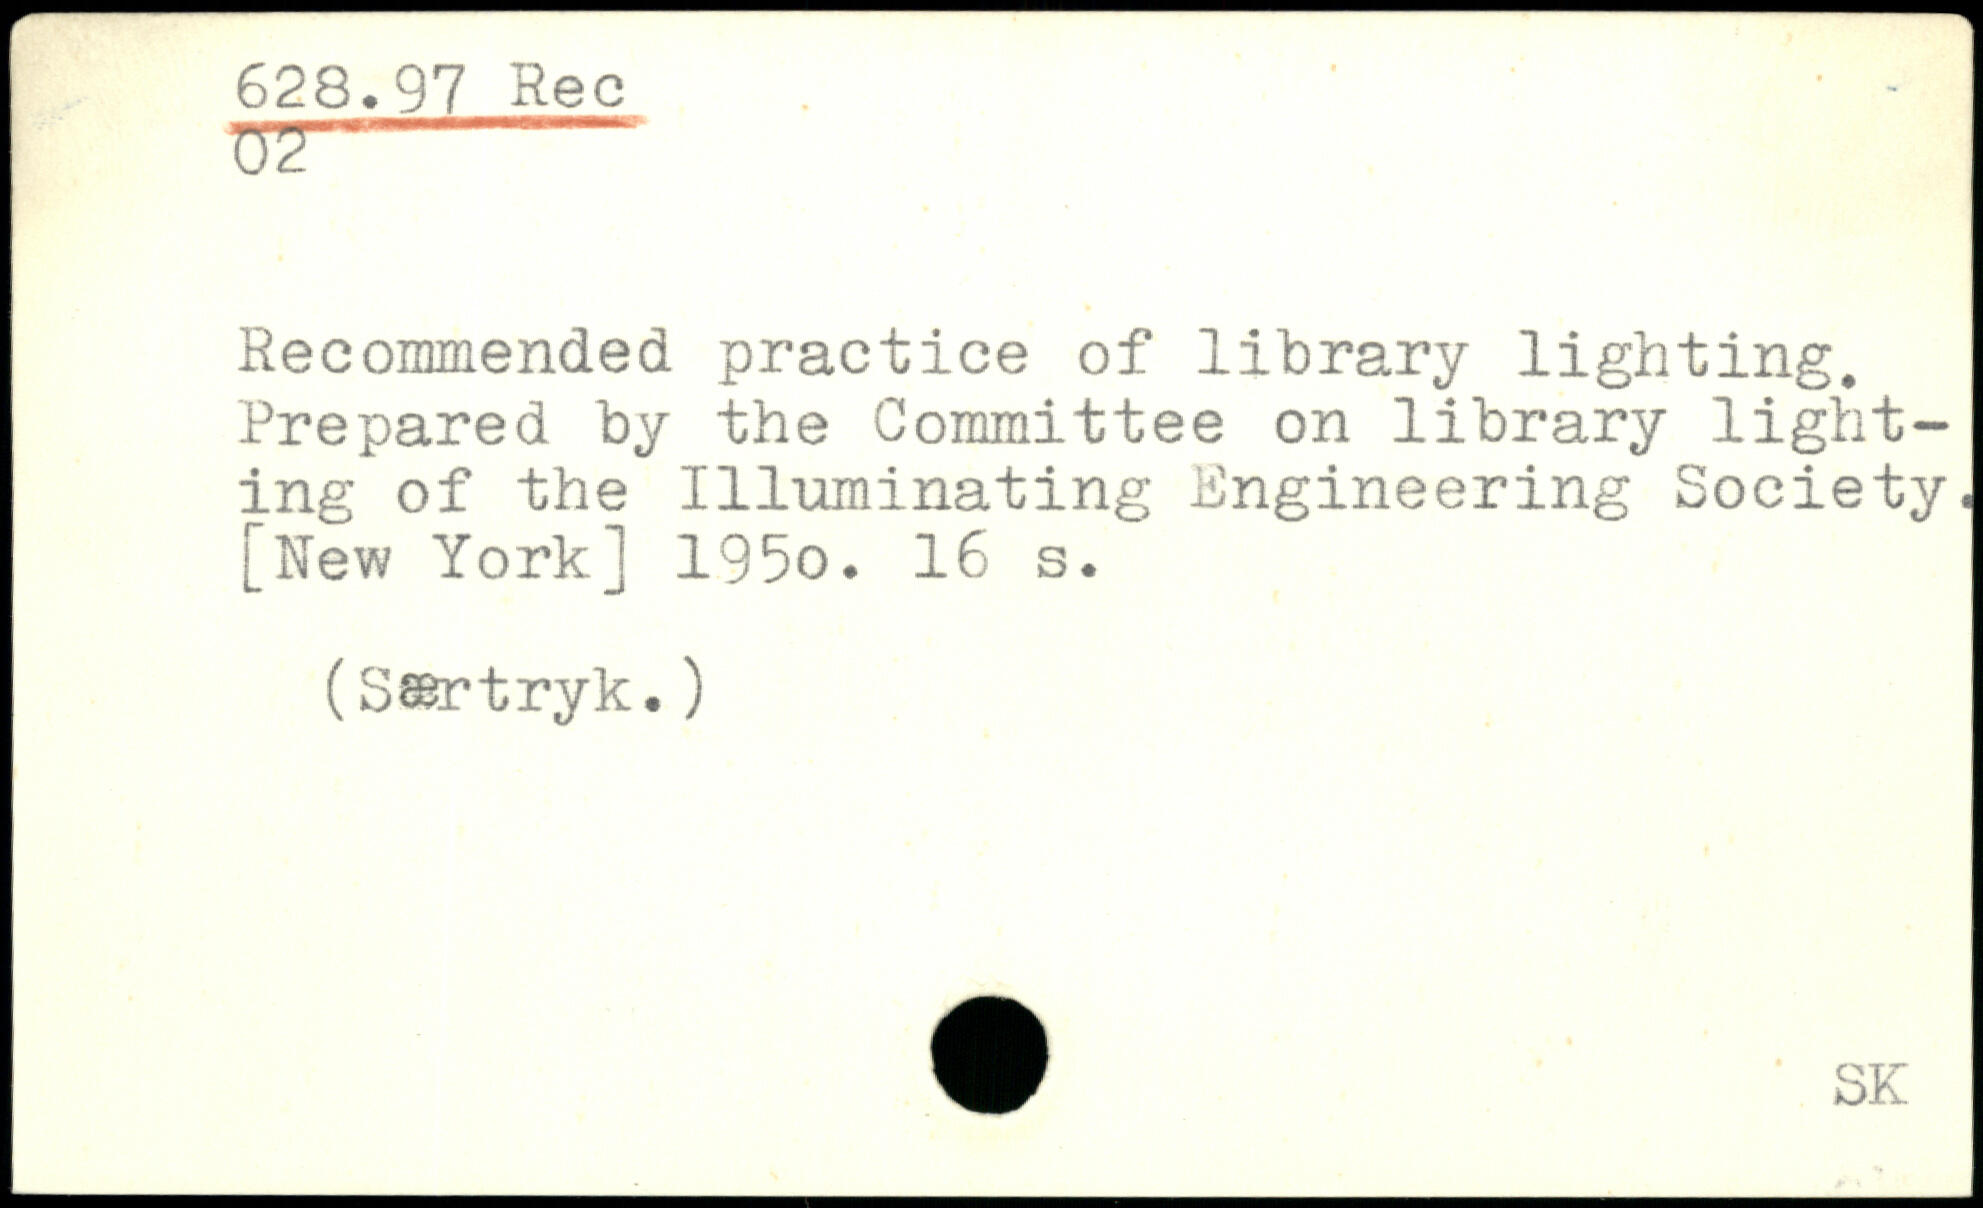 628.97 Rec
02
Recommended practice of library lighting.
Prepared by the Committee on library light-
ing of the Illuminating Engineering Society.
[New York] 195o. 16 s.
(Særtryk.)
SK